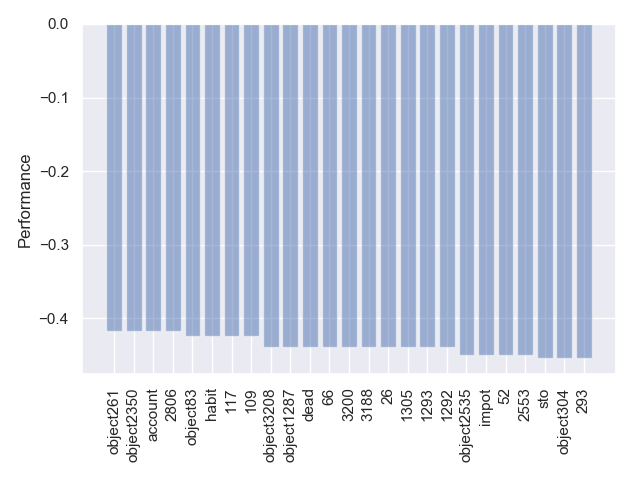 0.0
−0.1
−0.2
−0.3
−0.4
Performance
object261
object2350
account
2806
object83
habit
117
109
object3208
object1287
dead
66
3200
3188
26
1305
1293
1292
object2535
impot
52
2553
sto
object304
293